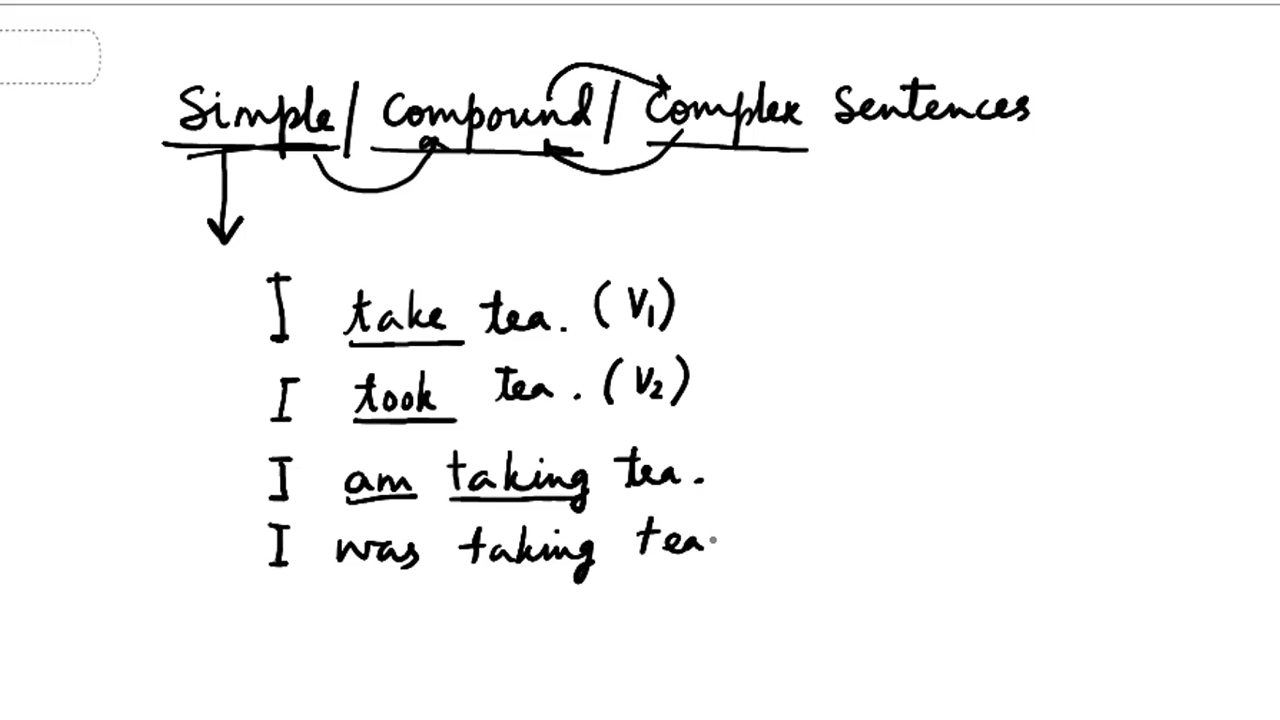 Simple / Compound / Complex Sentences
I take tea. (V1)
I took tea. (V2)
I am taking tea.
I was taking tea.